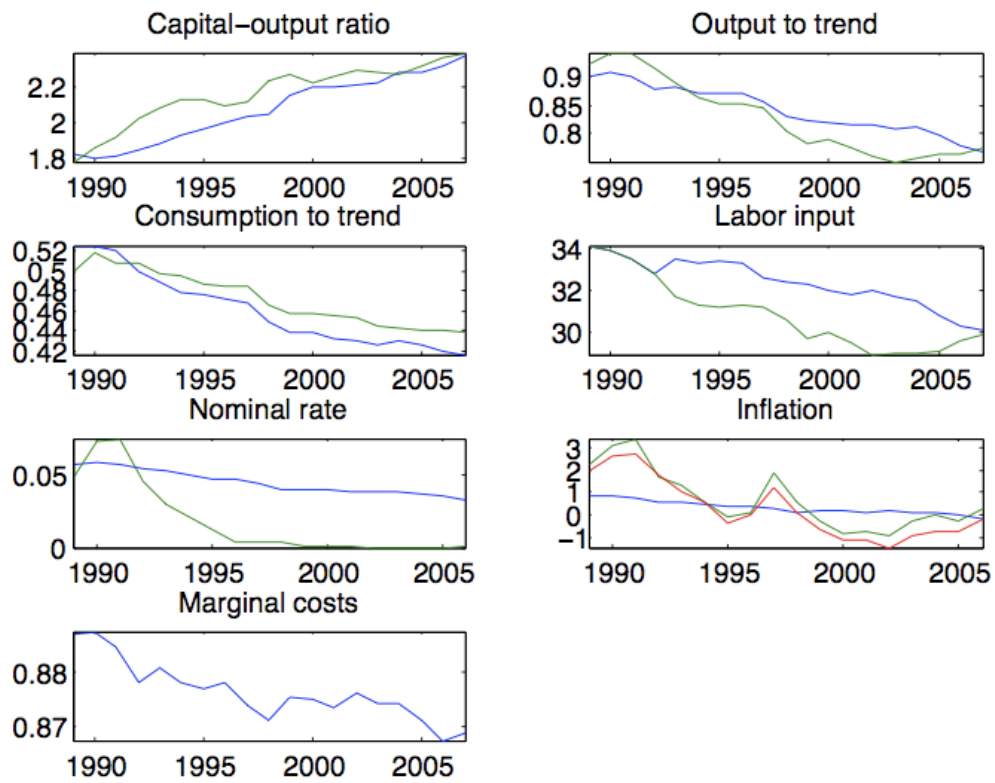 Capital−output ratio
2.2
2
1.8
1990 1995 2000 2005
Output to trend
0.9
0.85
0.8
1990 1995 2000 2005
Consumption to trend
0.52
0.5
0.48
0.46
0.44
0.42
1990 1995 2000 2005
Labor input
34
32
30
1990 1995 2000 2005
Nominal rate
0.05
0
1990 1995 2000 2005
Inflation
3
2
1
0
−1
1990 1995 2000 2005
Marginal costs
0.88
0.87
1990 1995 2000 2005